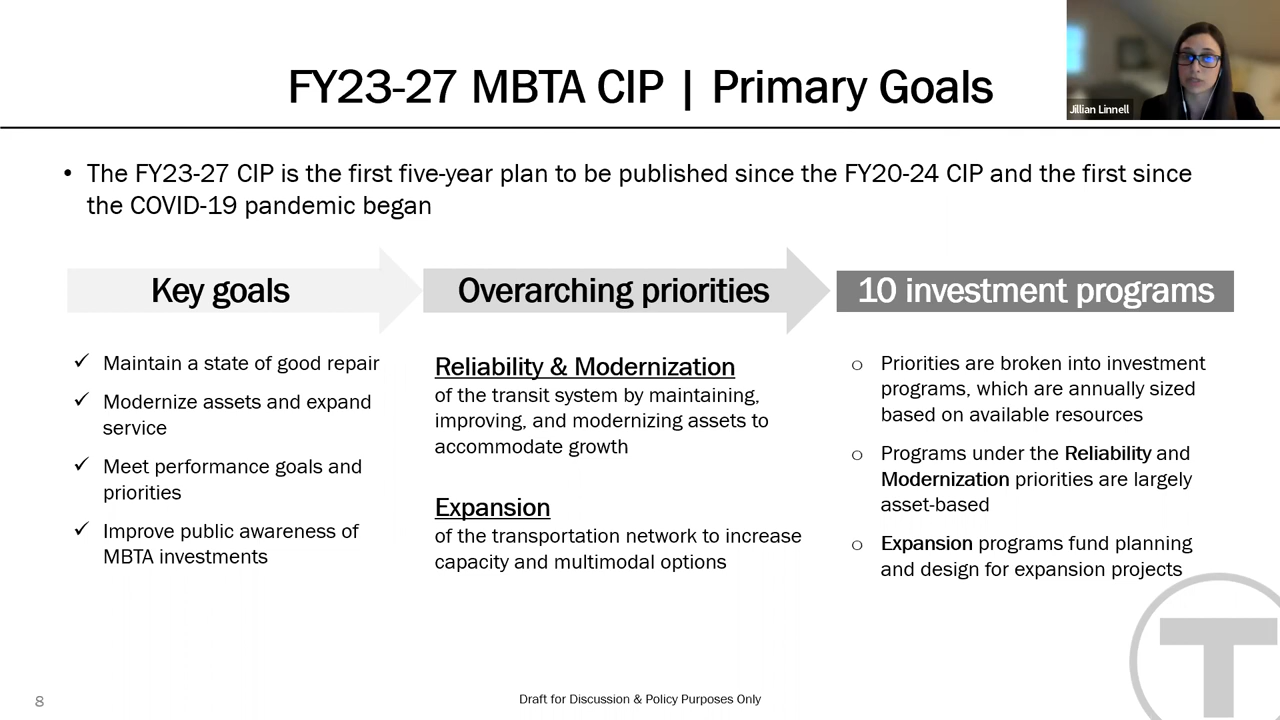 FY23-27 MBTA CIP | Primary Goals
Jillian Linnell
• The FY23-27 CIP is the first five-year plan to be published since the FY20-24 CIP and the first since
the COVID-19 pandemic began
Key goals
✓ Maintain a state of good repair
✓ Modernize assets and expand
service
✓ Meet performance goals and
priorities
✓ Improve public awareness of
MBTA investments
Overarching priorities
Reliability & Modernization
of the transit system by maintaining,
improving, and modernizing assets to
accommodate growth
Expansion
of the transportation network to increase
capacity and multimodal options
10 investment programs
○ Priorities are broken into investment
programs, which are annually sized
based on available resources
○ Programs under the Reliability and
Modernization priorities are largely
asset-based
○ Expansion programs fund planning
and design for expansion projects
T
8
Draft for Discussion & Policy Purposes Only